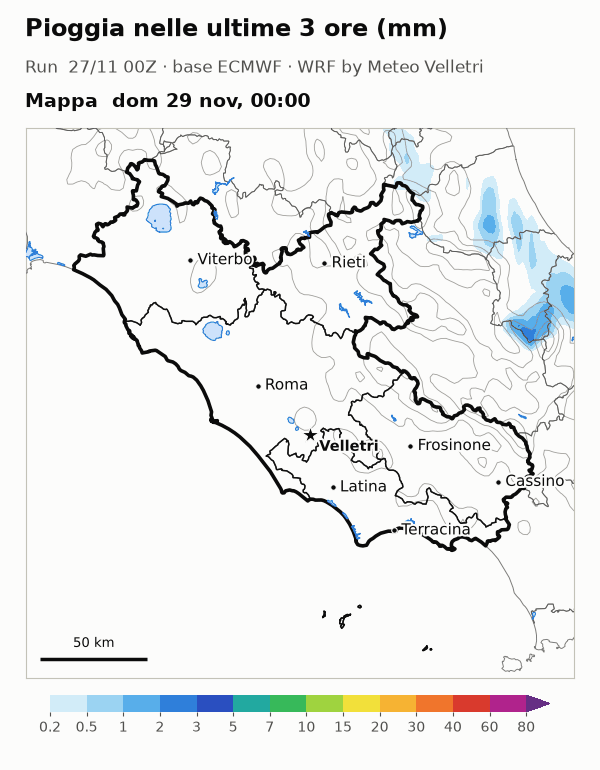 Pioggia nelle ultime 3 ore (mm)
Run  27/11 00Z · base ECMWF · WRF by Meteo Velletri
Mappa  dom 29 nov, 00:00
Viterbo
Rieti
Roma
Velletri
Frosinone
Latina
Cassino
Terracina
50 km
0.2 0.5 1 2 3 5 7 10 15 20 30 40 60 80